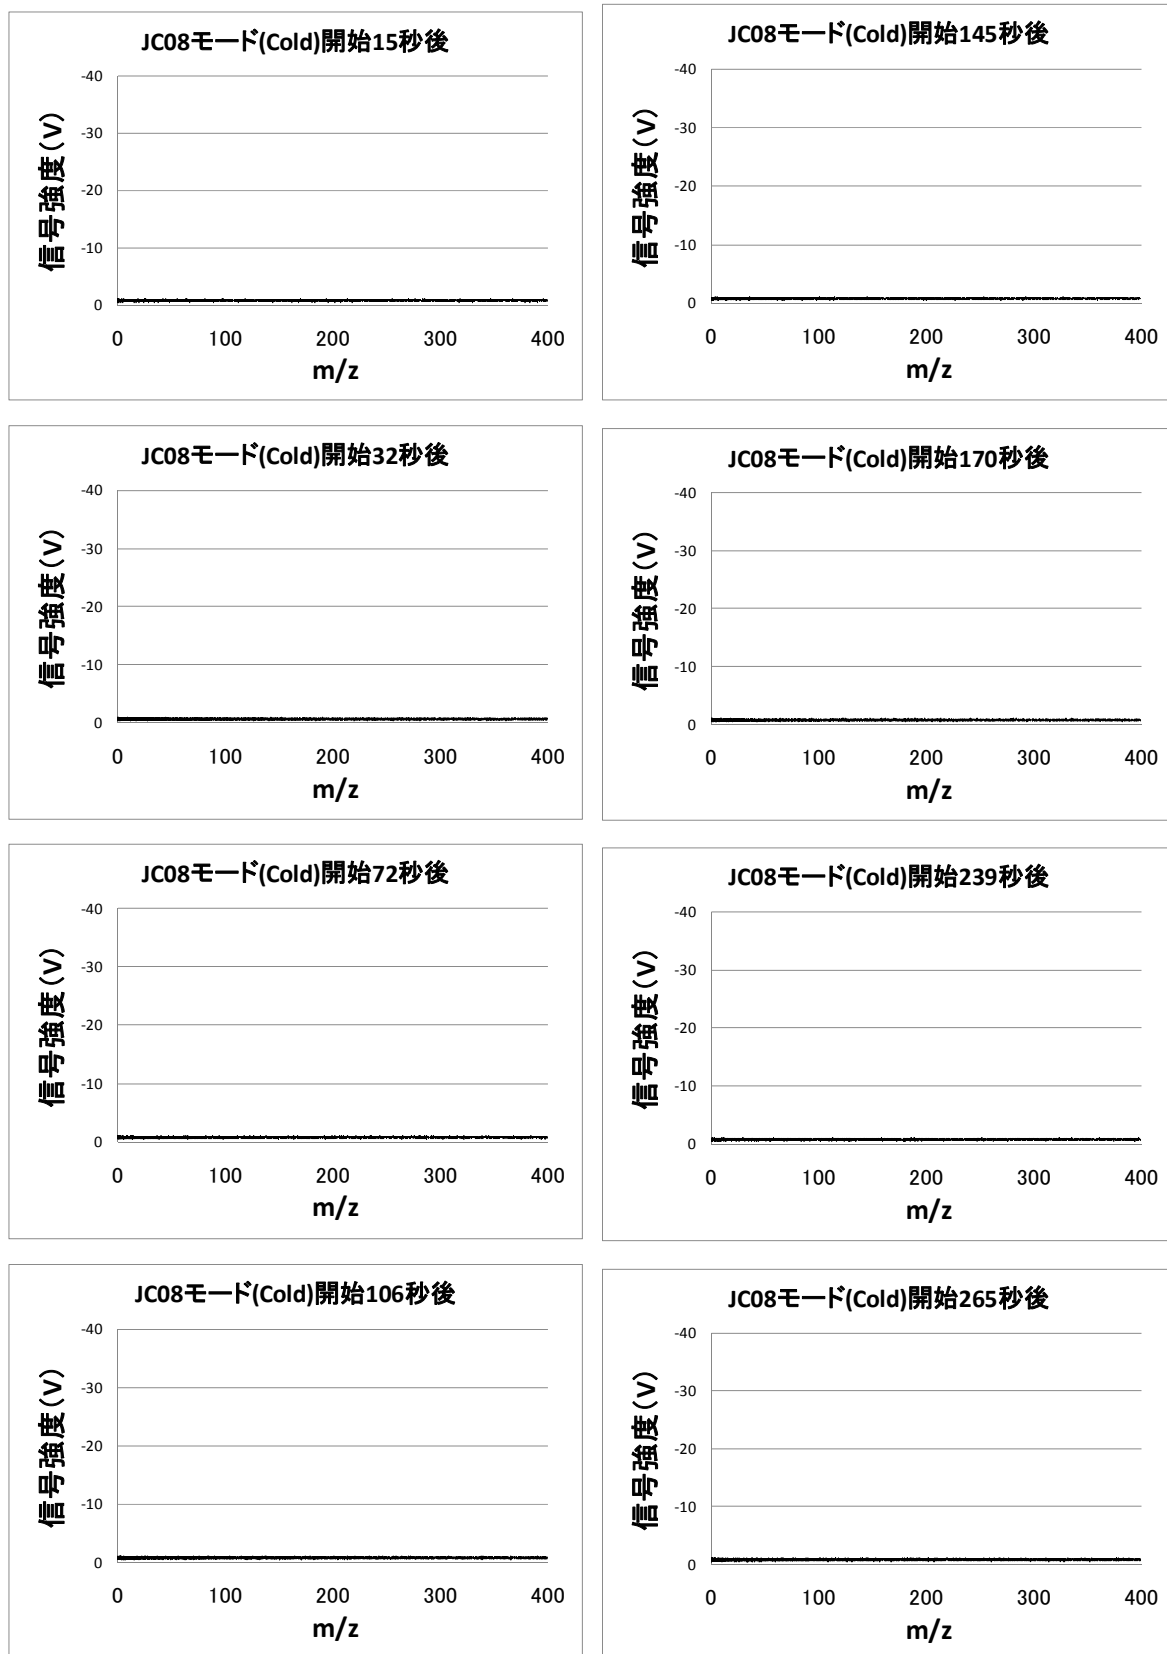 JC08モード(Cold)開始15秒後
信号強度(V)
-40
-30
-20
-10
0
0 100 200 300 400
m/z
JC08モード(Cold)開始145秒後
信号強度(V)
-40
-30
-20
-10
0
0 100 200 300 400
m/z
JC08モード(Cold)開始32秒後
信号強度(V)
-40
-30
-20
-10
0
0 100 200 300 400
m/z
JC08モード(Cold)開始170秒後
信号強度(V)
-40
-30
-20
-10
0
0 100 200 300 400
m/z
JC08モード(Cold)開始72秒後
信号強度(V)
-40
-30
-20
-10
0
0 100 200 300 400
m/z
JC08モード(Cold)開始239秒後
信号強度(V)
-40
-30
-20
-10
0
0 100 200 300 400
m/z
JC08モード(Cold)開始106秒後
信号強度(V)
-40
-30
-20
-10
0
0 100 200 300 400
m/z
JC08モード(Cold)開始265秒後
信号強度(V)
-40
-30
-20
-10
0
0 100 200 300 400
m/z